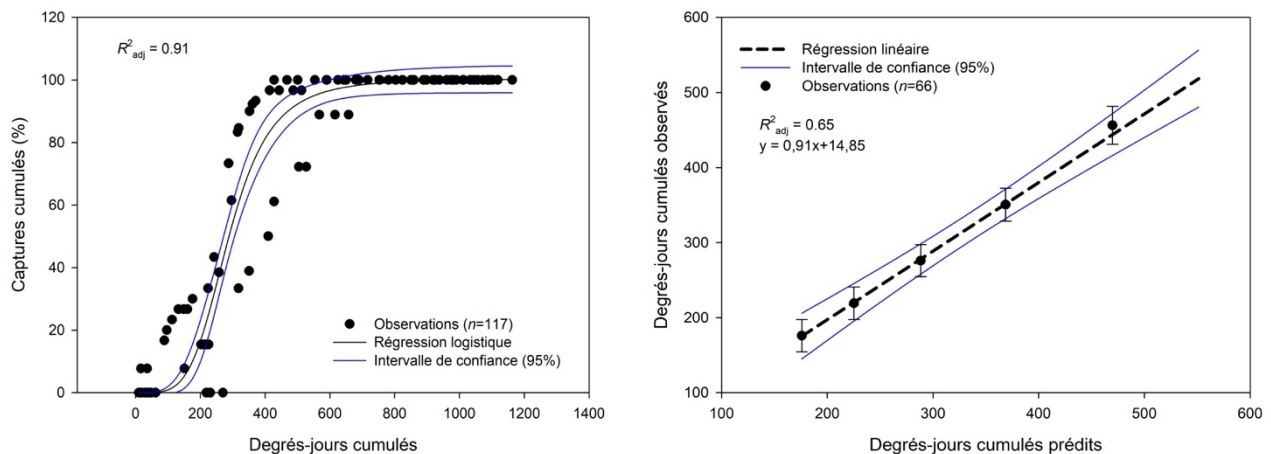 R²adj = 0.91
120
100
80
60
40
20
0
Captures cumulés (%)
Observations (n=117)
Régression logistique
Intervalle de confiance (95%)
0 200 400 600 800 1000 1200 1400
Degrés-jours cumulés
Régression linéaire
Intervalle de confiance (95%)
Observations (n=66)
R²adj = 0.65
y = 0,91x+14,85
600
500
400
300
200
100
Degrés-jours cumulés observés
100 200 300 400 500 600
Degrés-jours cumulés prédits